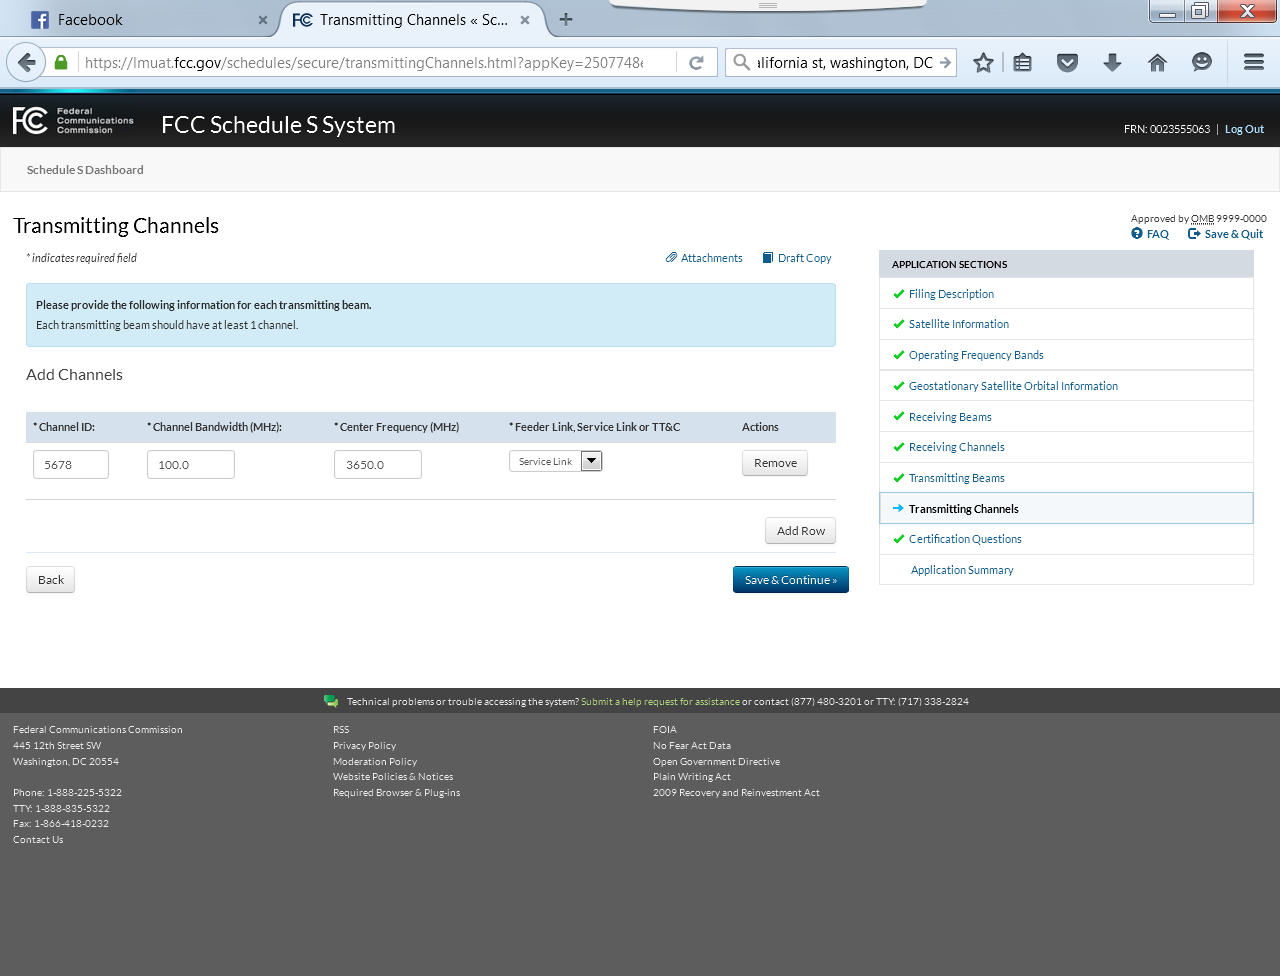 Facebook
Transmitting Channels « Sc...
https://lmuat.fcc.gov/schedules/secure/transmittingChannels.html?appKey=2507748
alifornia st, washington, DC
FCC Federal Communications Commission
FCC Schedule S System
FRN: 0023555063 | Log Out
Schedule S Dashboard
Transmitting Channels
Approved by OMB 9999-0000
FAQ Save & Quit
* indicates required field
Attachments Draft Copy
Please provide the following information for each transmitting beam.
Each transmitting beam should have at least 1 channel.
Add Channels
* Channel ID: * Channel Bandwidth (MHz): * Center Frequency (MHz) * Feeder Link, Service Link or TT&C Actions
5678 100.0 3650.0 Service Link Remove
Add Row
Back Save & Continue »
APPLICATION SECTIONS
Filing Description
Satellite Information
Operating Frequency Bands
Geostationary Satellite Orbital Information
Receiving Beams
Receiving Channels
Transmitting Beams
Transmitting Channels
Certification Questions
Application Summary
Technical problems or trouble accessing the system? Submit a help request for assistance or contact (877) 480-3201 or TTY: (717) 338-2824
Federal Communications Commission
445 12th Street SW
Washington, DC 20554
Phone: 1-888-225-5322
TTY: 1-888-835-5322
Fax: 1-866-418-0232
Contact Us
RSS
Privacy Policy
Moderation Policy
Website Policies & Notices
Required Browser & Plug-ins
FOIA
No Fear Act Data
Open Government Directive
Plain Writing Act
2009 Recovery and Reinvestment Act